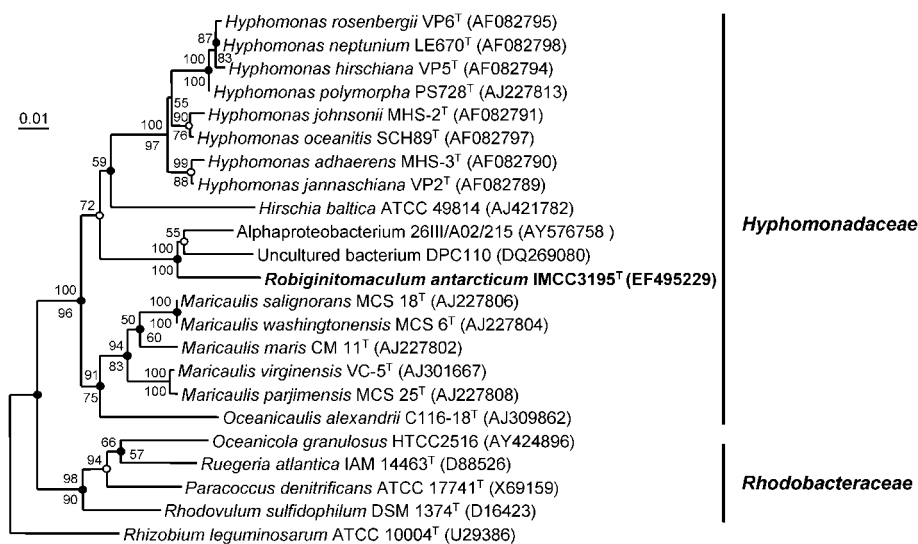 Hyphomonas rosenbergii VP6ᵀ (AF082795)
87
Hyphomonas neptunium LE670ᵀ (AF082798)
83
Hyphomonas hirschiana VP5ᵀ (AF082794)
100
100
Hyphomonas polymorpha PS728ᵀ (AJ227813)
55
90
Hyphomonas johnsonii MHS-2ᵀ (AF082791)
0.01
100
76
Hyphomonas oceanitis SCH89ᵀ (AF082797)
97
59
99
Hyphomonas adhaerens MHS-3ᵀ (AF082790)
88
Hyphomonas jannaschiana VP2ᵀ (AF082789)
72
Hirschia baltica ATCC 49814 (AJ421782)
Hyphomonadaceae
55
Alphaproteobacterium 26III/A02/215 (AY576758 )
100
Uncultured bacterium DPC110 (DQ269080)
100
Robiginitomaculum antarcticum IMCC3195ᵀ (EF495229)
100
96
100
Maricaulis salignorans MCS 18ᵀ (AJ227806)
50
100
Maricaulis washingtonensis MCS 6ᵀ (AJ227804)
94
60
Maricaulis maris CM 11ᵀ (AJ227802)
83
91
100
Maricaulis virginensis VC-5ᵀ (AJ301667)
75
100
Maricaulis parjimensis MCS 25ᵀ (AJ227808)
Oceanicaulis alexandrii C116-18ᵀ (AJ309862)
66
Oceanicola granulosus HTCC2516 (AY424896)
94
57
Ruegeria atlantica IAM 14463ᵀ (D88526)
98
Paracoccus denitrificans ATCC 17741ᵀ (X69159)
Rhodobacteraceae
90
Rhodovulum sulfidophilum DSM 1374ᵀ (D16423)
Rhizobium leguminosarum ATCC 10004ᵀ (U29386)